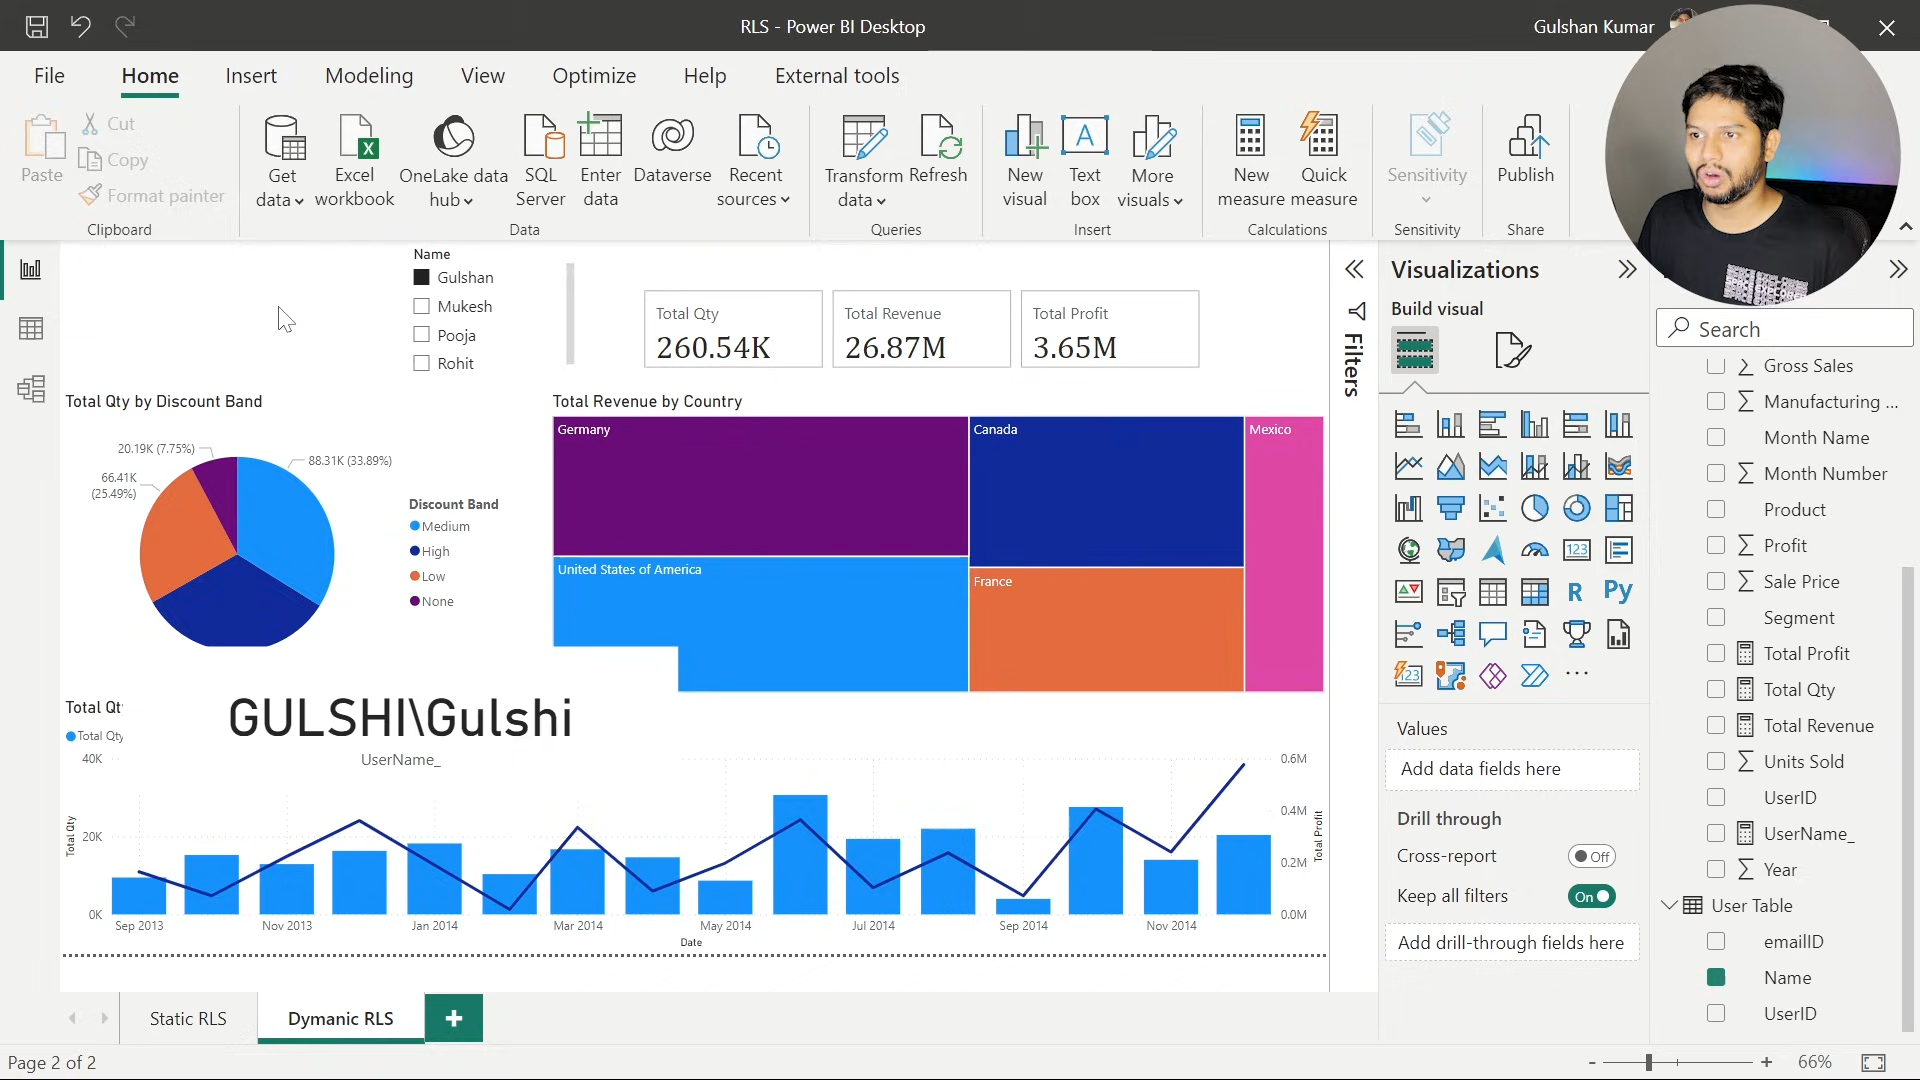 RLS - Power BI Desktop
Gulshan Kumar
File
Home
Insert
Modeling
View
Optimize
Help
External tools
Paste
Cut
Copy
Format painter
Clipboard
Get data
Excel workbook
OneLake data hub
SQL Server
Enter data
Dataverse
Recent sources
Data
Transform data
Refresh
Queries
New visual
Text box
More visuals
Insert
New measure
Quick measure
Calculations
Sensitivity
Sensitivity
Publish
Share
Name
Gulshan
Mukesh
Pooja
Rohit
Total Qty
260.54K
Total Revenue
26.87M
Total Profit
3.65M
Total Qty by Discount Band
20.19K (7.75%)
88.31K (33.89%)
66.41K
(25.49%)
Discount Band
Medium
High
Low
None
Total Revenue by Country
Germany
Canada
Mexico
United States of America
France
Total Qt
Total Qty
GULSHI\Gulshi
UserName_
40K
20K
0K
Total Qty
0.6M
0.4M
0.2M
0.0M
Total Profit
Sep 2013
Nov 2013
Jan 2014
Mar 2014
May 2014
Jul 2014
Sep 2014
Nov 2014
Date
Filters
Visualizations
Build visual
123
R
Py
123
Values
Add data fields here
Drill through
Cross-report
Off
Keep all filters
On
Add drill-through fields here
Search
Gross Sales
Manufacturing ...
Month Name
Month Number
Product
Profit
Sale Price
Segment
Total Profit
Total Qty
Total Revenue
Units Sold
UserID
UserName_
Year
User Table
emailID
Name
UserID
Static RLS
Dymanic RLS
Page 2 of 2
66%